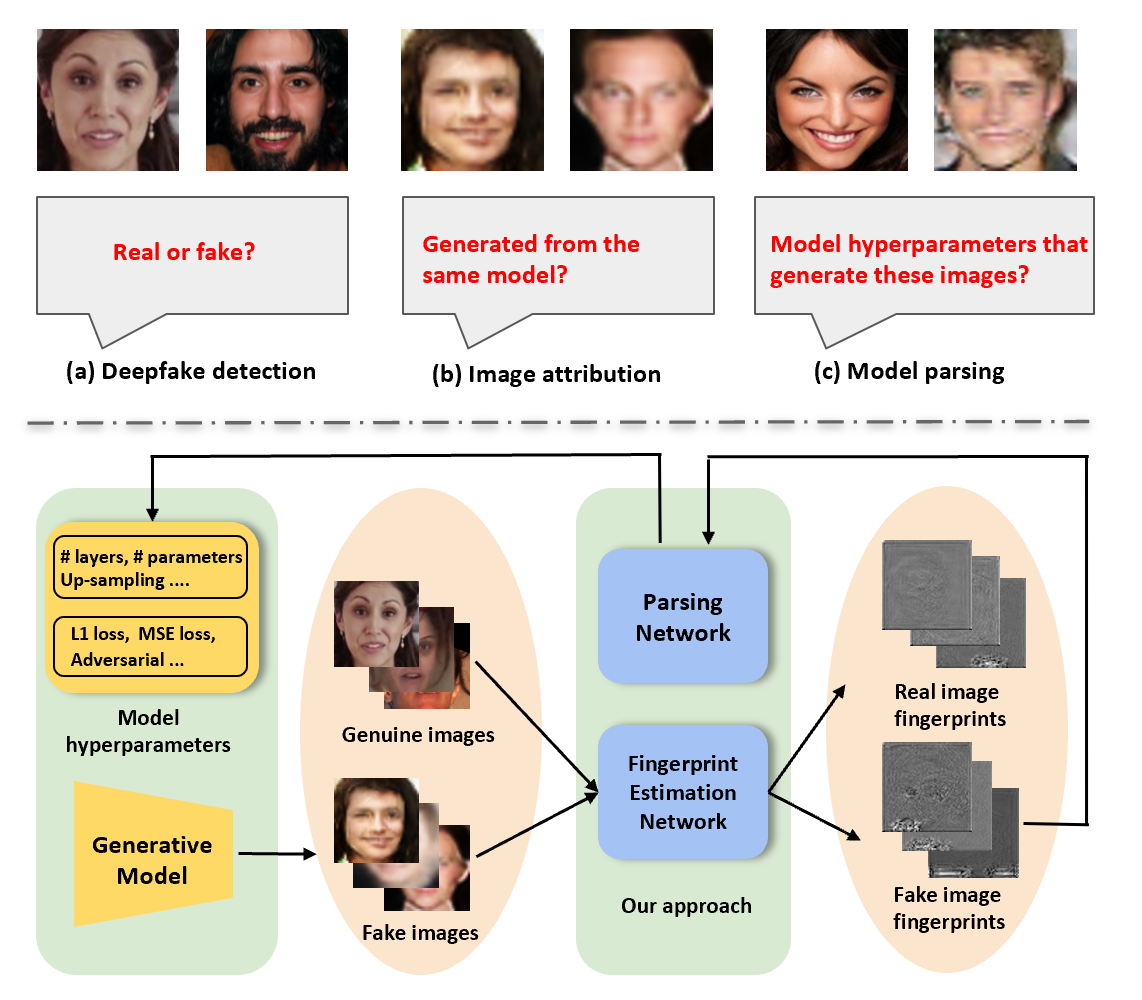 Real or fake?
Generated from the
same model?
Model hyperparameters that
generate these images?
(a) Deepfake detection
(b) Image attribution
(c) Model parsing
# layers, # parameters
Up-sampling ....
L1 loss, MSE loss,
Adversarial ...
Model
hyperparameters
Generative
Model
Genuine images
Fake images
Parsing
Network
Fingerprint
Estimation
Network
Our approach
Real image
fingerprints
Fake image
fingerprints